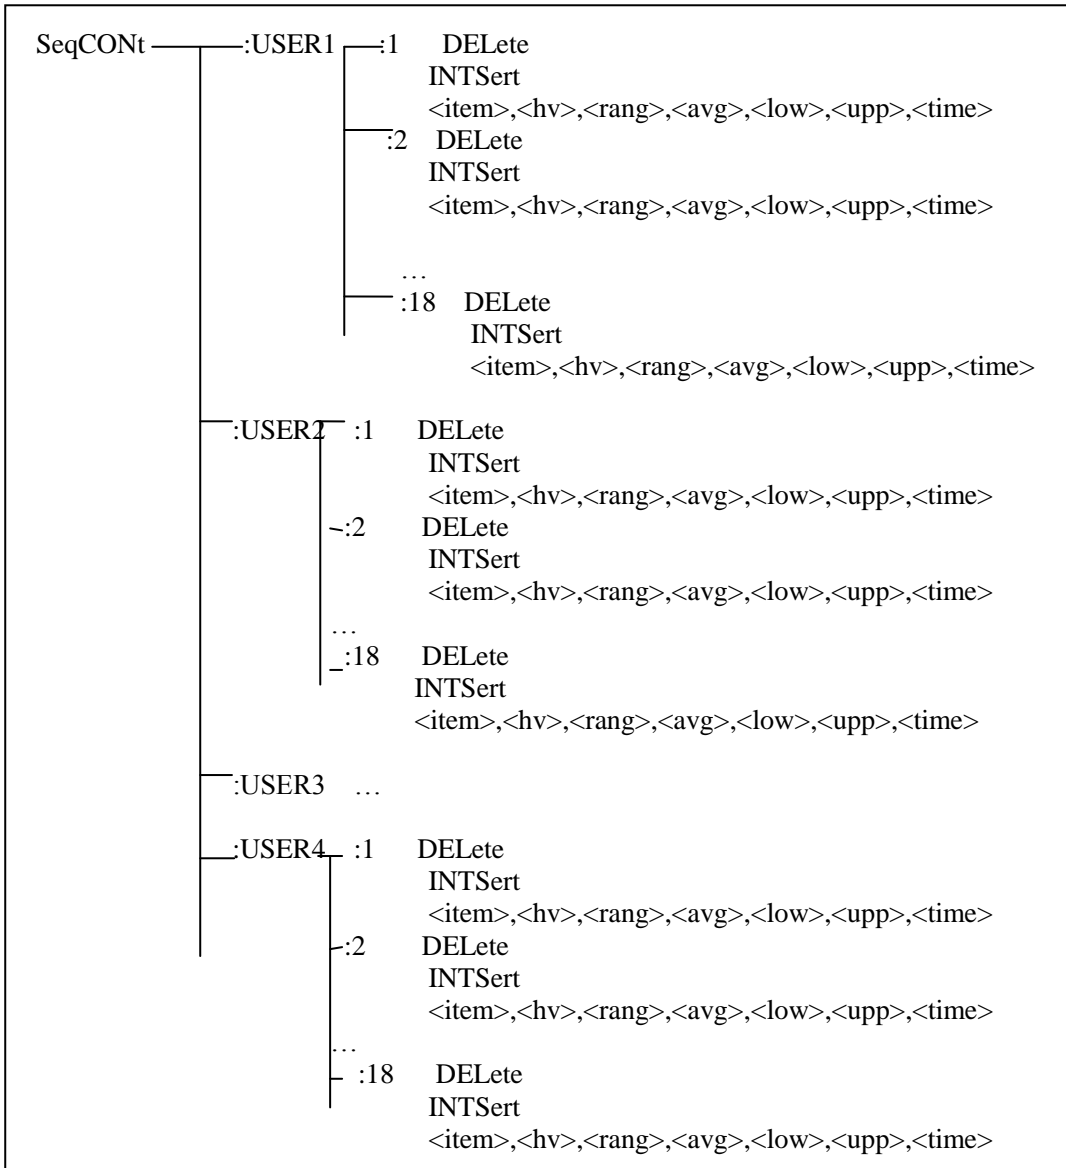 SeqCONt :USER1 :1 DELete
INTSert
<item>,<hv>,<rang>,<avg>,<low>,<upp>,<time>
:2 DELete
INTSert
<item>,<hv>,<rang>,<avg>,<low>,<upp>,<time>
...
:18 DELete
INTSert
<item>,<hv>,<rang>,<avg>,<low>,<upp>,<time>
:USER2 :1 DELete
INTSert
<item>,<hv>,<rang>,<avg>,<low>,<upp>,<time>
:2 DELete
INTSert
<item>,<hv>,<rang>,<avg>,<low>,<upp>,<time>
...
:18 DELete
INTSert
<item>,<hv>,<rang>,<avg>,<low>,<upp>,<time>
:USER3 ...
:USER4 :1 DELete
INTSert
<item>,<hv>,<rang>,<avg>,<low>,<upp>,<time>
:2 DELete
INTSert
<item>,<hv>,<rang>,<avg>,<low>,<upp>,<time>
...
:18 DELete
INTSert
<item>,<hv>,<rang>,<avg>,<low>,<upp>,<time>